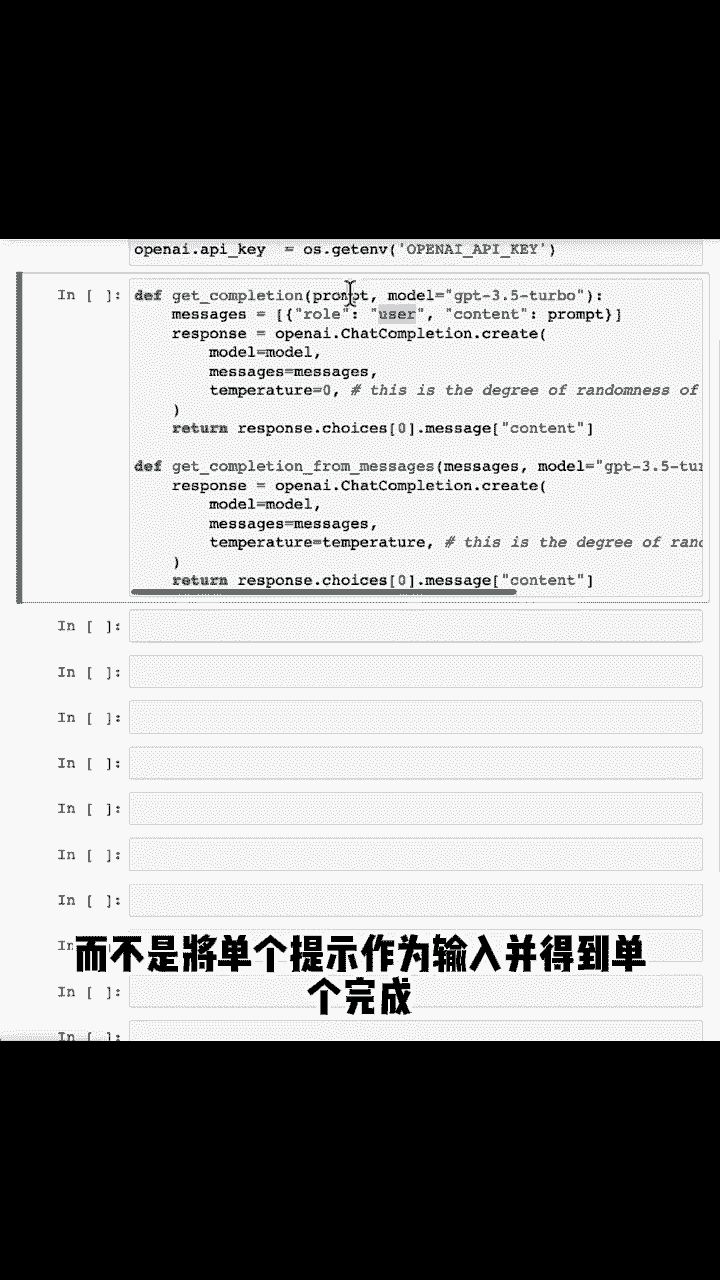 openai.api_key  = os.getenv('OPENAI_API_KEY')
In [ ]: def get_completion(prompt, model="gpt-3.5-turbo"):
    messages = [{"role": "user", "content": prompt}]
    response = openai.ChatCompletion.create(
        model=model,
        messages=messages,
        temperature=0, # this is the degree of randomness of
    )
    return response.choices[0].message["content"]
def get_completion_from_messages(messages, model="gpt-3.5-tur
    response = openai.ChatCompletion.create(
        model=model,
        messages=messages,
        temperature=temperature, # this is the degree of rand
    )
    return response.choices[0].message["content"]
In [ ]:
In [ ]:
In [ ]:
In [ ]:
In [ ]:
In [ ]:
In [ ]:
In
而不是將单个提示作为输入并得到单
In [ ]:
个完成
In [ ]: